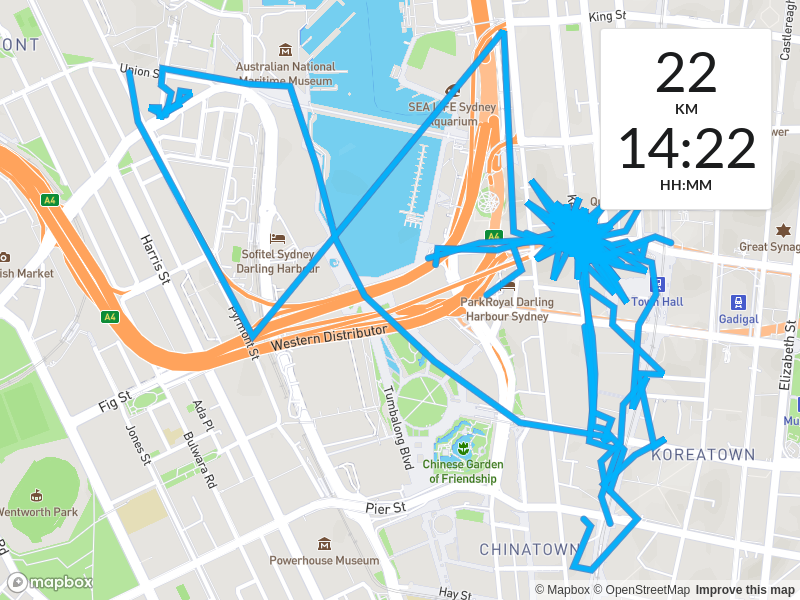 King St
Castlereagh
MONT
Union St
Australian National
Maritime Museum
SEA LIFE Sydney
Aquarium
22
KM
14:22
HH:MM
A4
A4
A4
Harris St
Sofitel Sydney
Darling Harbour
Great Synag
ish Market
Town Hall
Gadigal
ParkRoyal Darling
Harbour Sydney
Pyrmont St
Western Distributor
Elizabeth St
Fig St
Ada Pl
Jones St
Bulwara Rd
Tumbalong Blvd
Mu
KOREATOWN
Chinese Garden
of Friendship
Wentworth Park
Pier St
Rd
CHINATOWN
Powerhouse Museum
Hay St
mapbox
© Mapbox © OpenStreetMap Improve this map